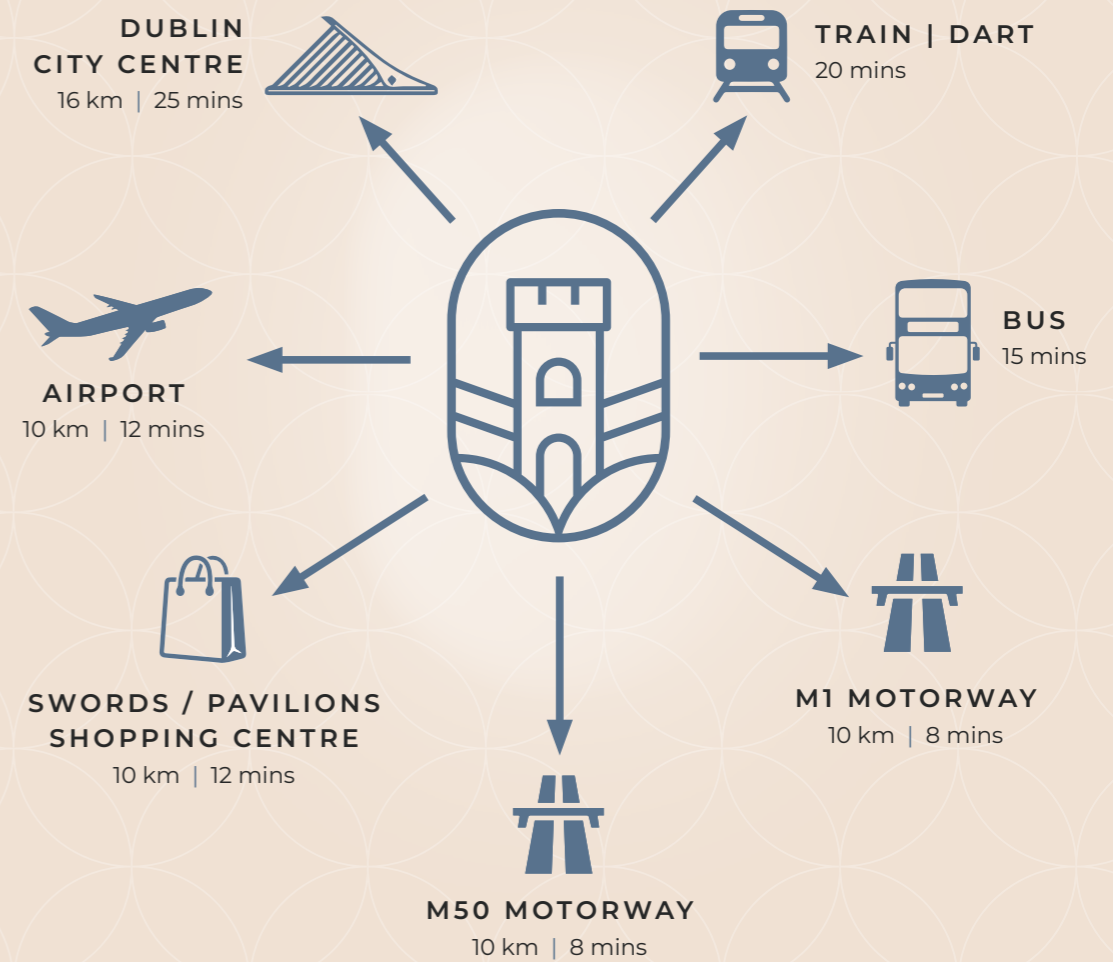 DUBLIN
CITY CENTRE
16 km | 25 mins
TRAIN | DART
20 mins
AIRPORT
10 km | 12 mins
BUS
15 mins
SWORDS / PAVILIONS
SHOPPING CENTRE
10 km | 12 mins
M1 MOTORWAY
10 km | 8 mins
M50 MOTORWAY
10 km | 8 mins